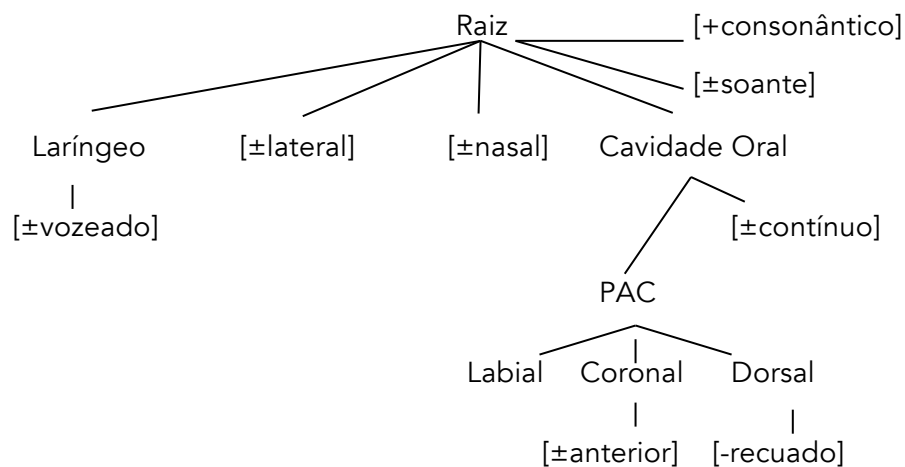 Raiz [+consonântico]
[±soante]
Laríngeo [±lateral] [±nasal] Cavidade Oral
[±vozeado] [±contínuo]
PAC
Labial Coronal Dorsal
[±anterior] [-recuado]